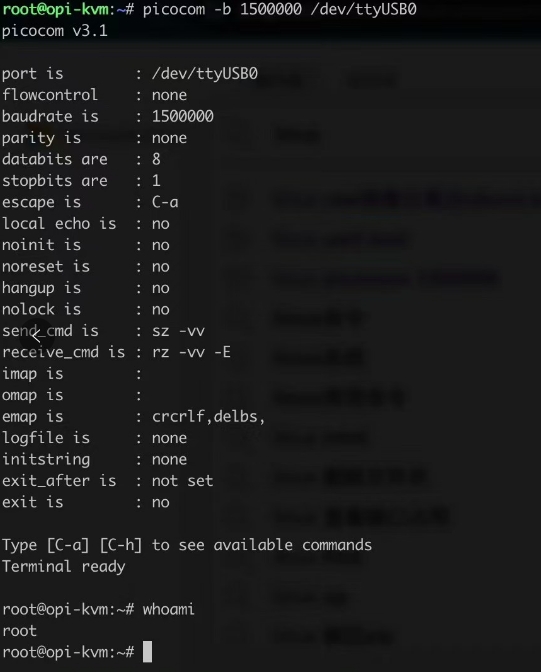 root@opi-kvm:~# picocom -b 1500000 /dev/ttyUSB0
picocom v3.1
port is : /dev/ttyUSB0
flowcontrol : none
baudrate is : 1500000
parity is : none
databits are : 8
stopbits are : 1
escape is : C-a
local echo is : no
noinit is : no
noreset is : no
hangup is : no
nolock is : no
send_cmd is : sz -vv
receive_cmd is : rz -vv -E
imap is :
omap is :
emap is : crcrlf,delbs,
logfile is : none
initstring : none
exit_after is : not set
exit is : no
Type [C-a] [C-h] to see available commands
Terminal ready
root@opi-kvm:~# whoami
root
root@opi-kvm:~#